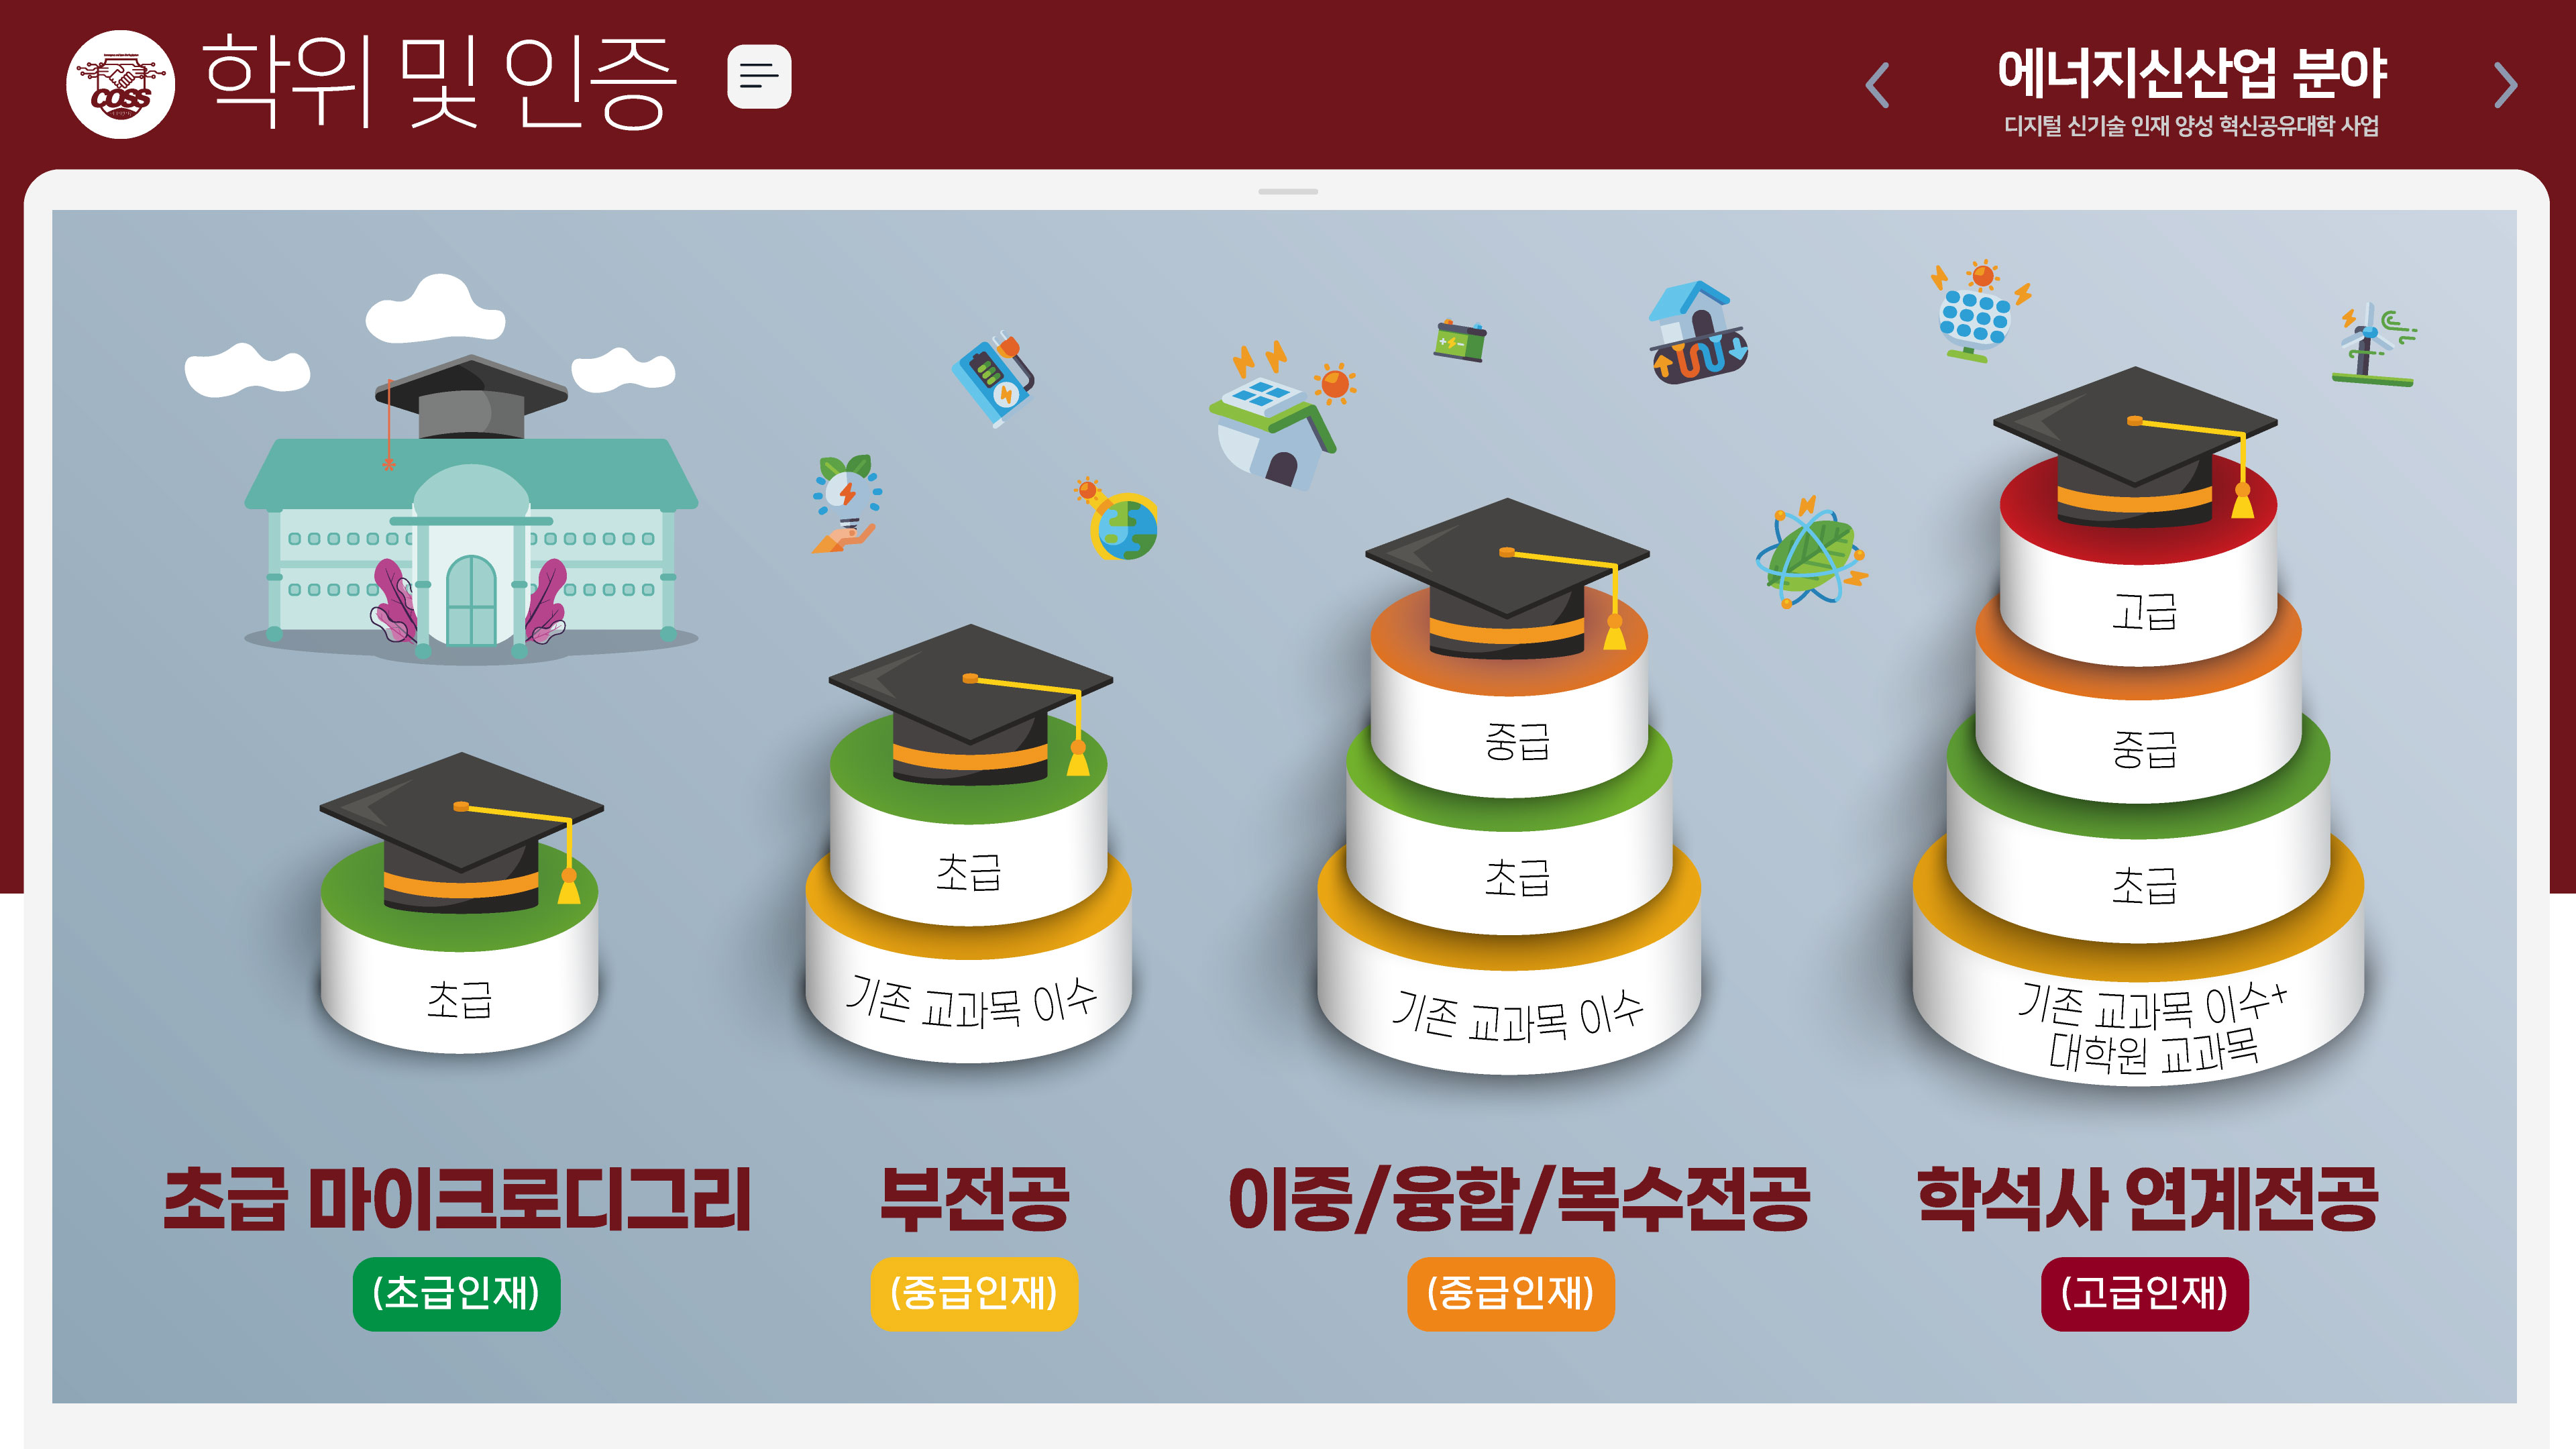 COSS
학위 및 인증
에너지신산업 분야
디지털 신기술 인재 양성 혁신공유대학 사업
초급
초급
기존 교과목 이수
중급
초급
기존 교과목 이수
고급
중급
초급
기존 교과목 이수+
대학원 교과목
초급 마이크로디그리
(초급인재)
부전공
(중급인재)
이중/융합/복수전공
(중급인재)
학석사 연계전공
(고급인재)